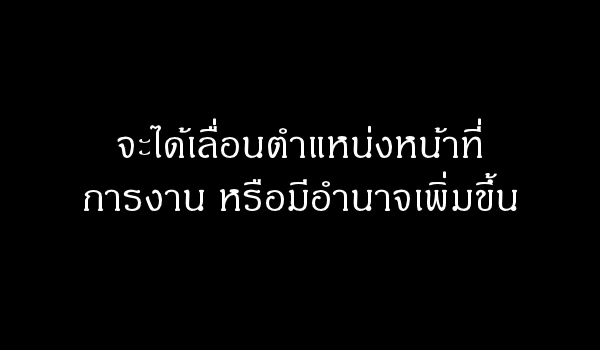 จะได้เลื่อนตำแหน่งหน้าที่
การงาน หรือมีอำนาจเพิ่มขึ้น